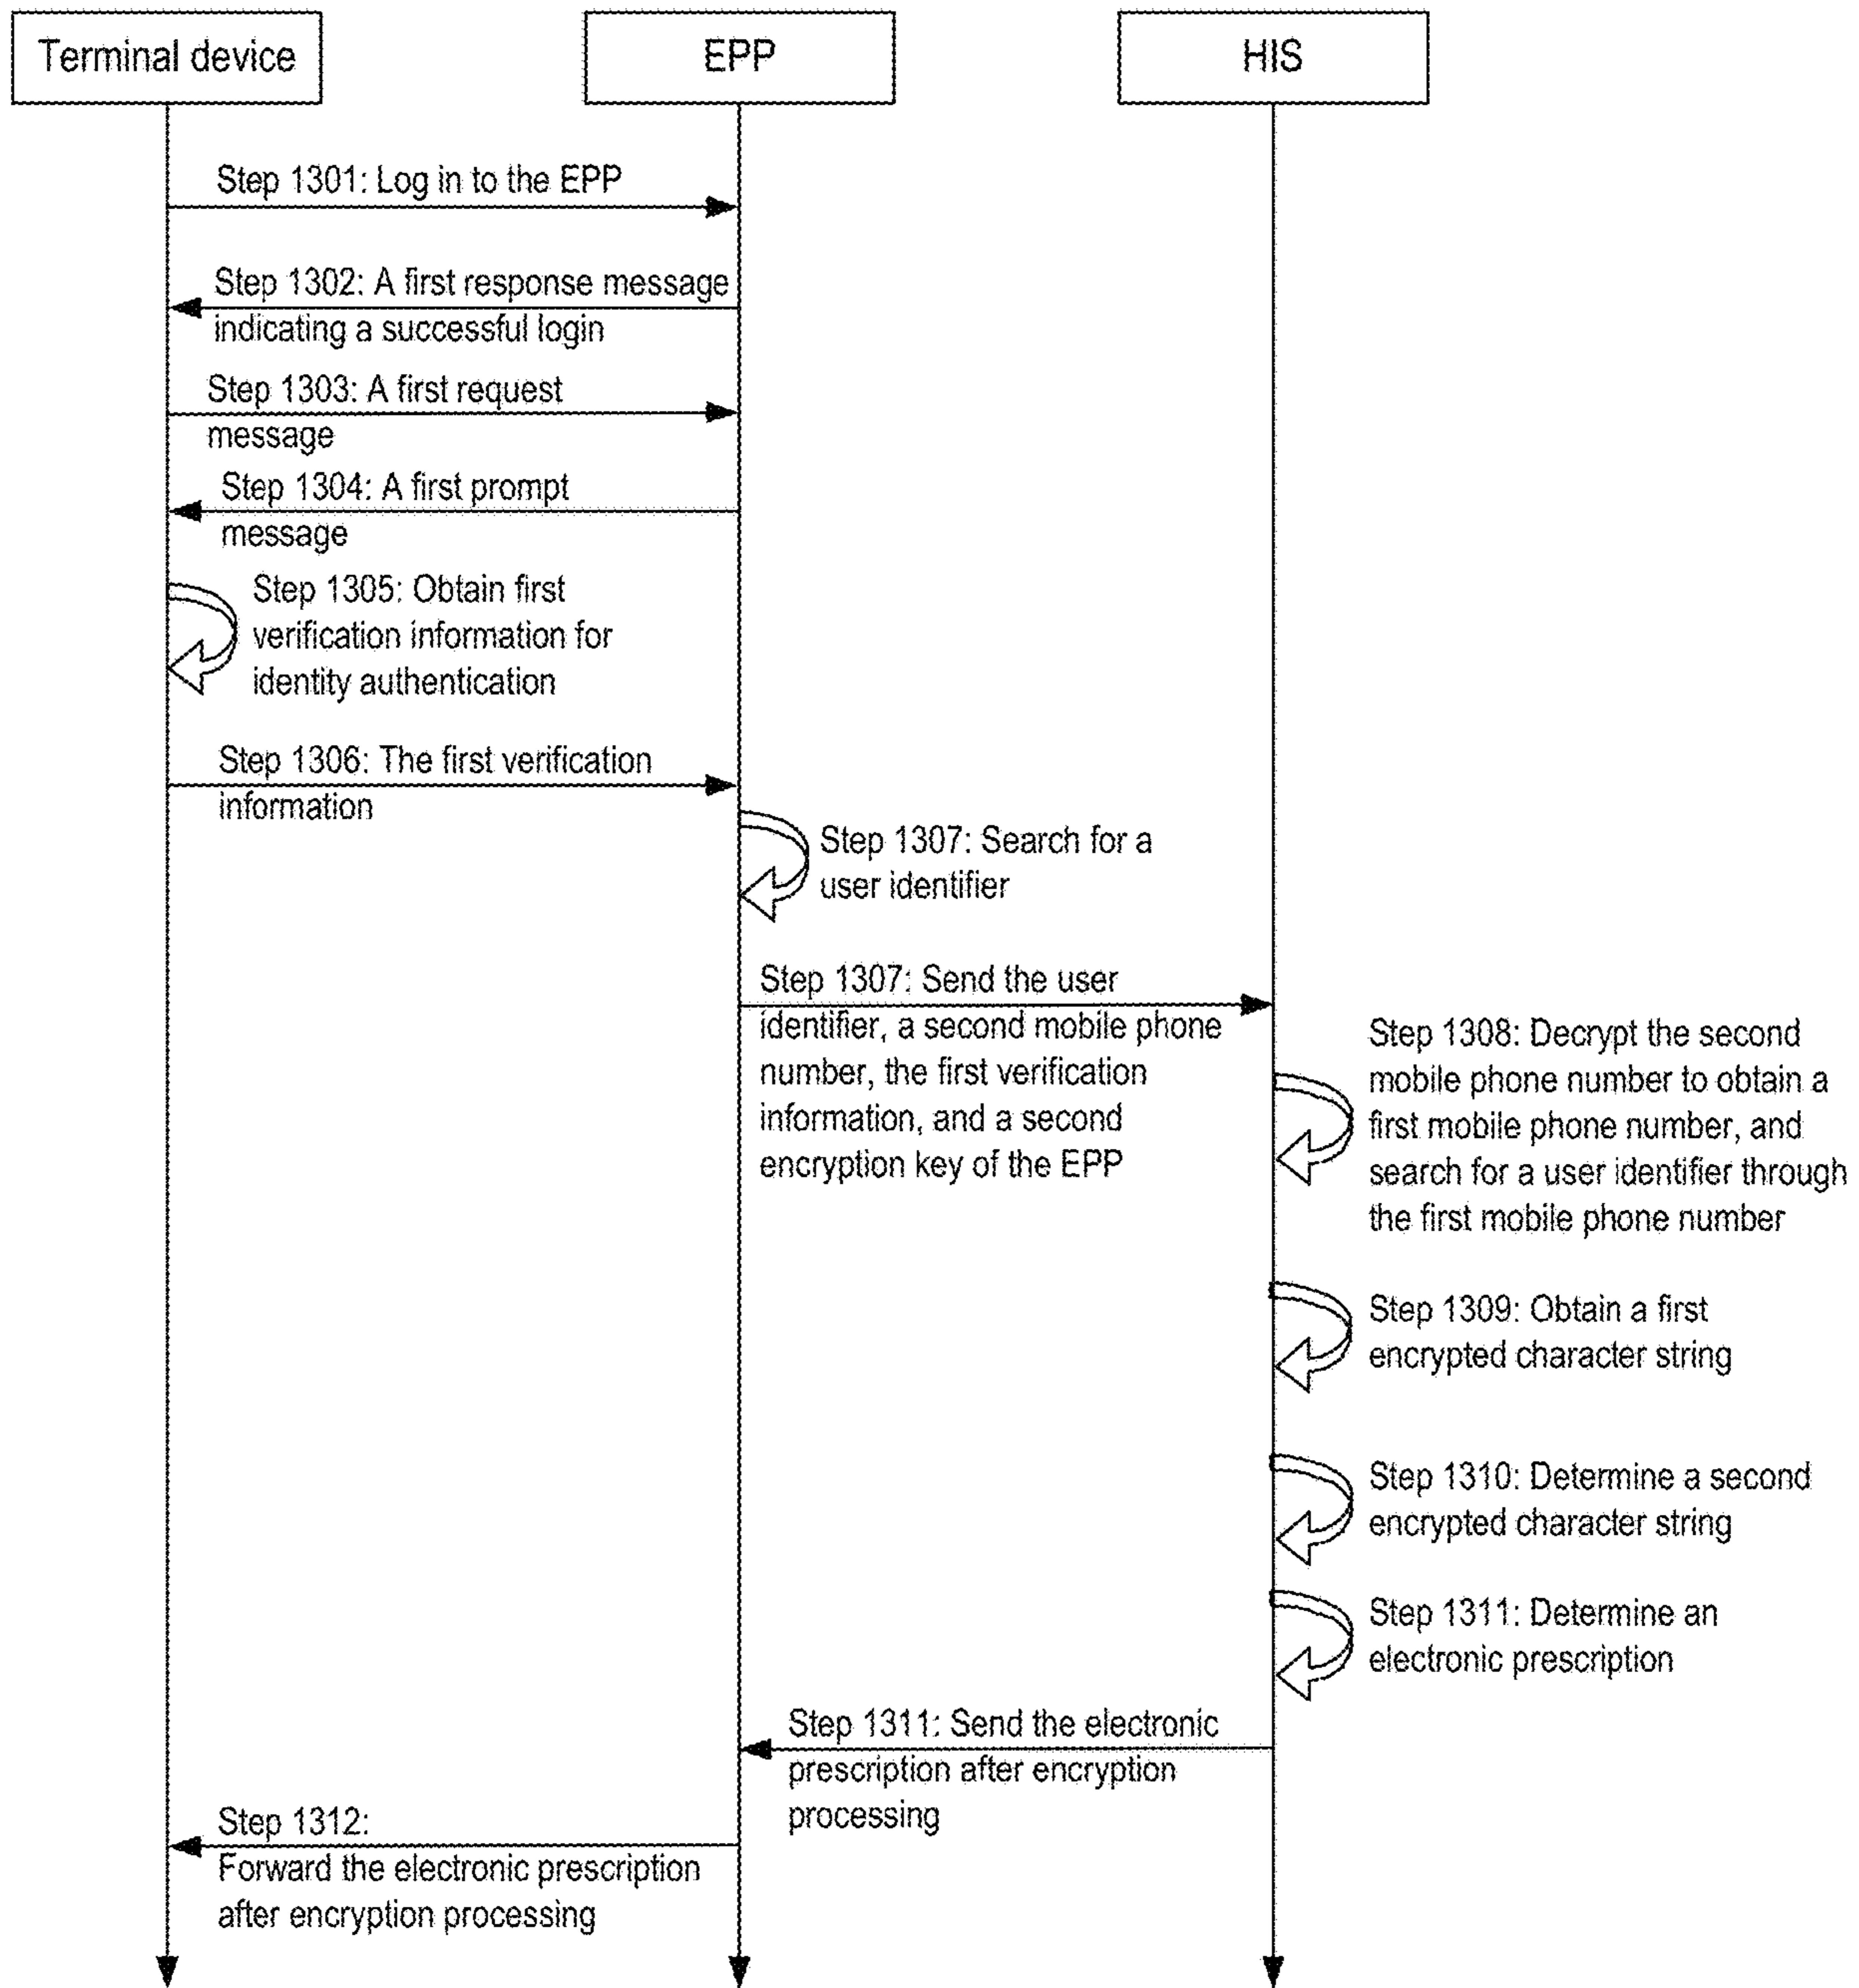 Terminal device
EPP
HIS
Step 1301: Log in to the EPP
Step 1302: A first response message
indicating a successful login
Step 1303: A first request
message
Step 1304: A first prompt
message
Step 1305: Obtain first
verification information for
identity authentication
Step 1306: The first verification
information
Step 1307: Search for a
user identifier
Step 1307: Send the user
identifier, a second mobile phone
number, the first verification
information, and a second
encryption key of the EPP
Step 1308: Decrypt the second
mobile phone number to obtain a
first mobile phone number, and
search for a user identifier through
the first mobile phone number
Step 1309: Obtain a first
encrypted character string
Step 1310: Determine a second
encrypted character string
Step 1311: Determine an
electronic prescription
Step 1311: Send the electronic
prescription after encryption
processing
Step 1312:
Forward the electronic prescription
after encryption processing